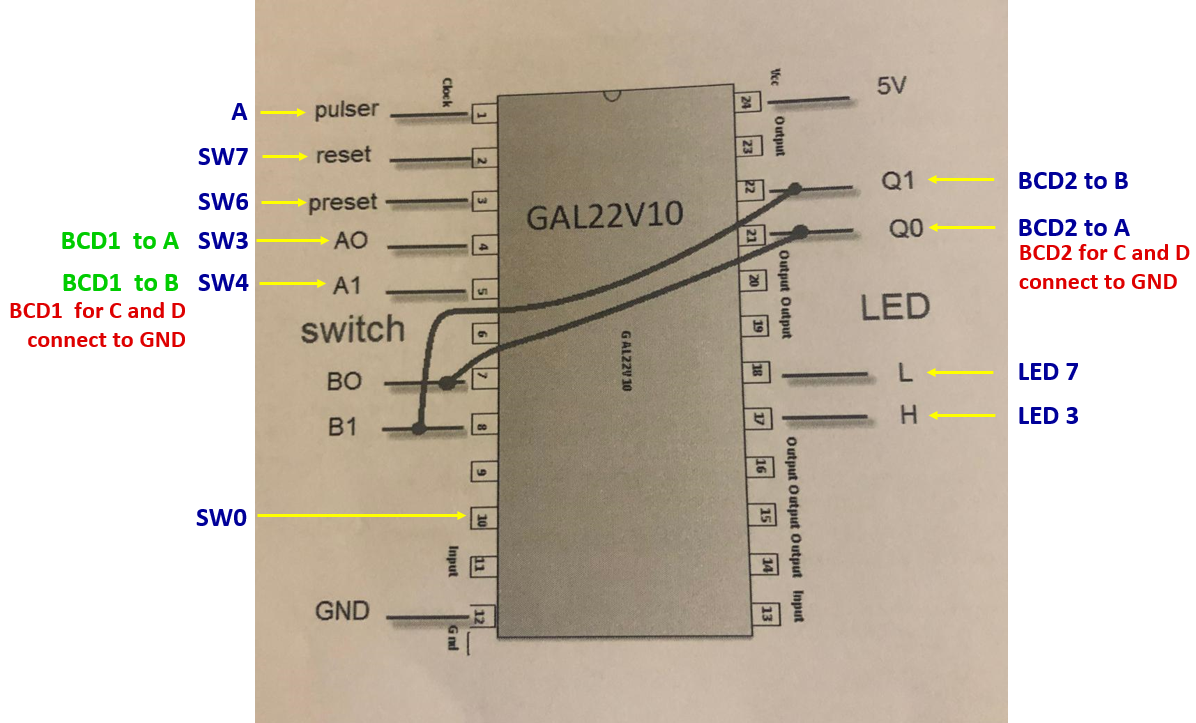 A
pulser
Clock
1
SW7
reset
2
SW6
preset
3
BCD1 to A
SW3
AO
4
BCD1 to B
SW4
A1
5
BCD1 for C and D
connect to GND
switch
6
BO
7
B1
8
9
SW0
10
Input
11
GND
12
Gnd
GAL22V10
GAL22V10
Vcc
24
5V
Output
23
22
Q1
BCD2 to B
21
Q0
BCD2 to A
BCD2 for C and D
connect to GND
Output Output
20
19
LED
18
L
LED 7
17
H
LED 3
Output Output Output
16
15
14
Input
13